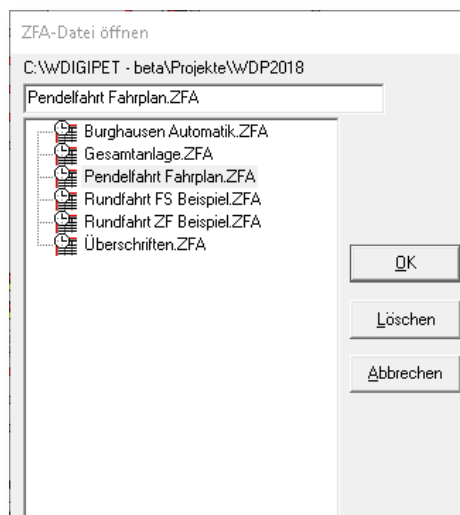 ZFA-Datei öffnen
C:\WDIGIPET - beta\Projekte\WDP2018
Pendelfahrt Fahrplan.ZFA
Burghausen Automatik.ZFA
Gesamtanlage.ZFA
Pendelfahrt Fahrplan.ZFA
Rundfahrt FS Beispiel.ZFA
Rundfahrt ZF Beispiel.ZFA
Überschriften.ZFA
OK
Löschen
Abbrechen